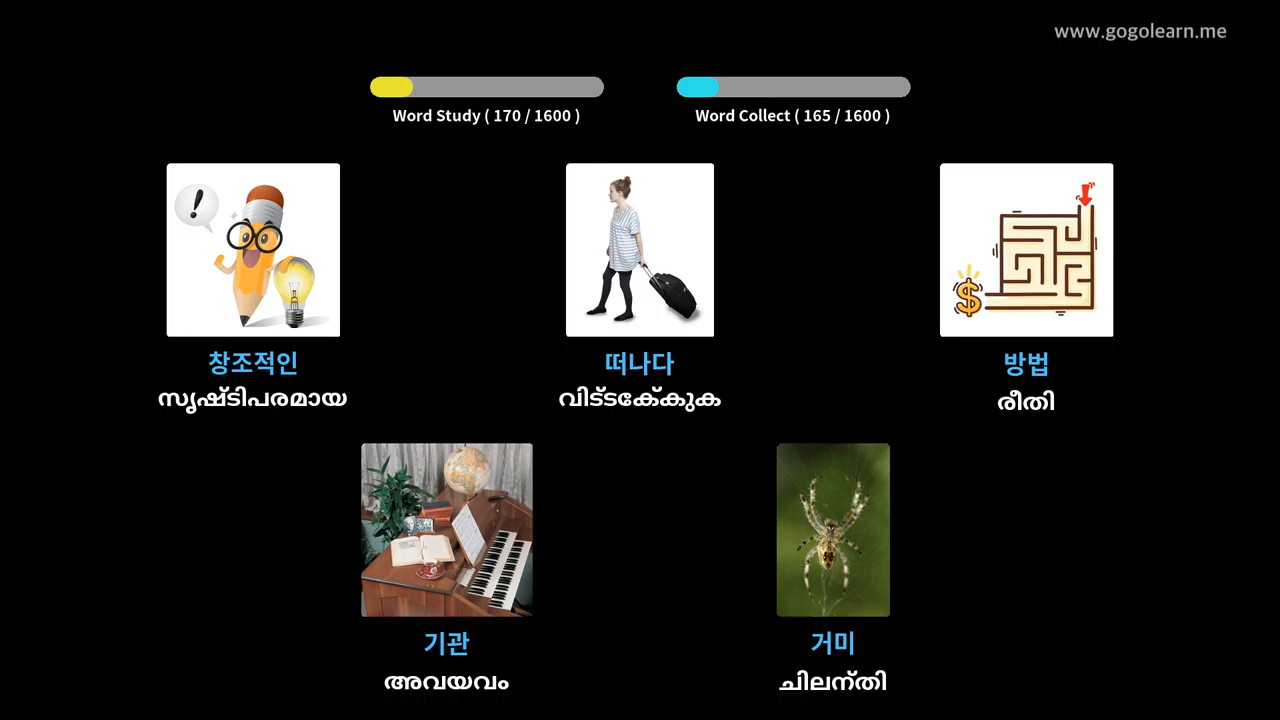 www.gogolearn.me
Word Study ( 170 / 1600 )
Word Collect ( 165 / 1600 )
창조적인
സൃഷ്ടിപരമായ
떠나다
വിട്ടേക്കുക
방법
രീതി
기관
അവയവം
거미
ചിലന്തി